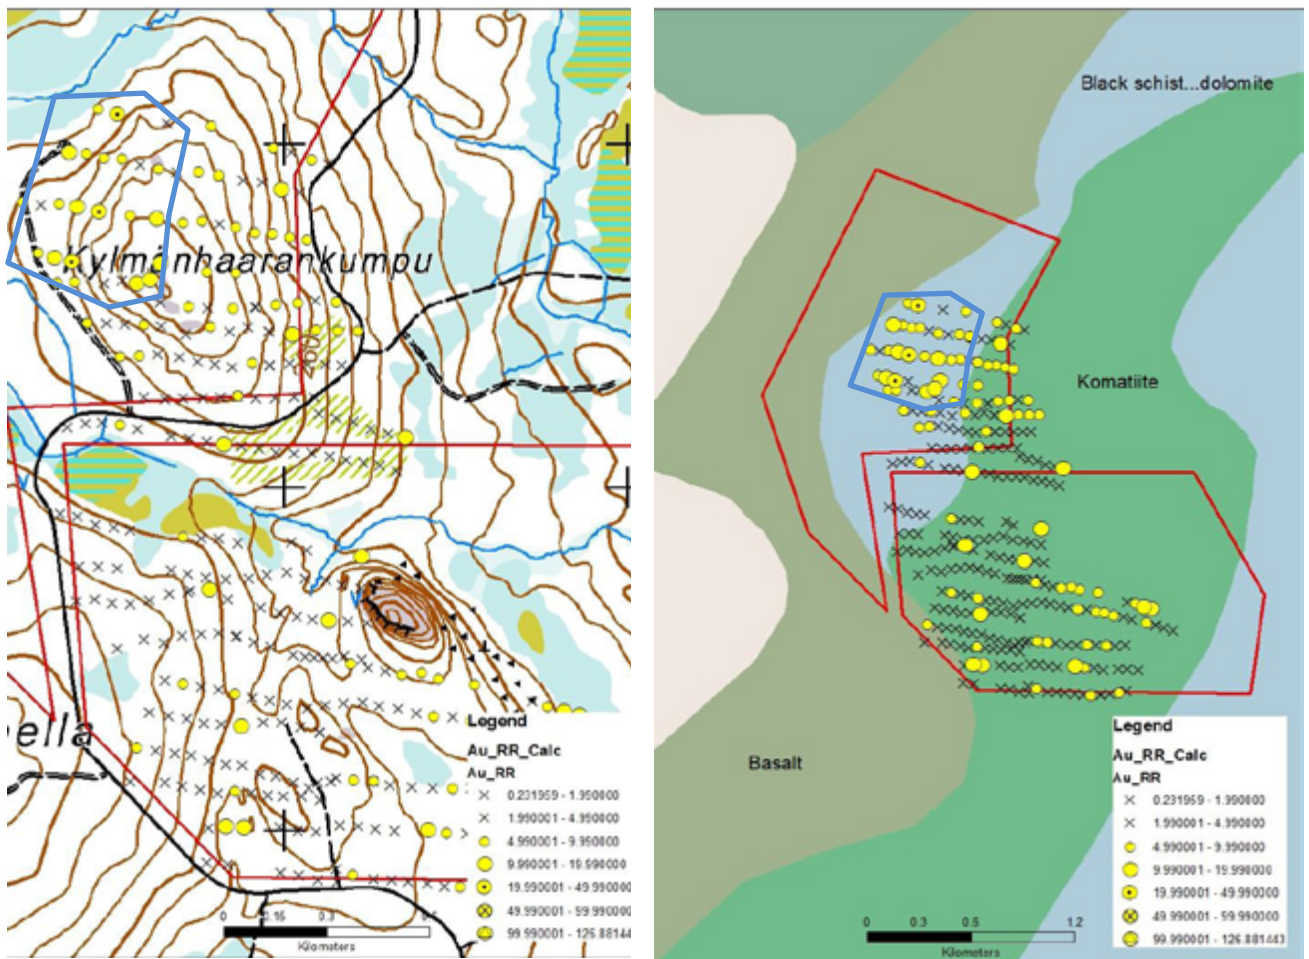 Kylmänhaarankumpu
260
ella
Legend
Au_RR_Calc
Au_RR
0.231959 - 1.990000
1.990001 - 4.990000
4.990001 - 9.990000
9.990001 - 19.990000
19.990001 - 49.990000
49.990001 - 59.990000
99.990001 - 126.88144
0 0.15 0.3
Kilometers
Black schist...dolomite
Komatiite
Basalt
Legend
Au_RR_Calc
Au_RR
0.231959 - 1.990000
1.990001 - 4.990000
4.990001 - 9.990000
9.990001 - 19.990000
19.990001 - 49.990000
49.990001 - 59.990000
99.990001 - 126.881443
0 0.3 0.6 1.2
Kilometers